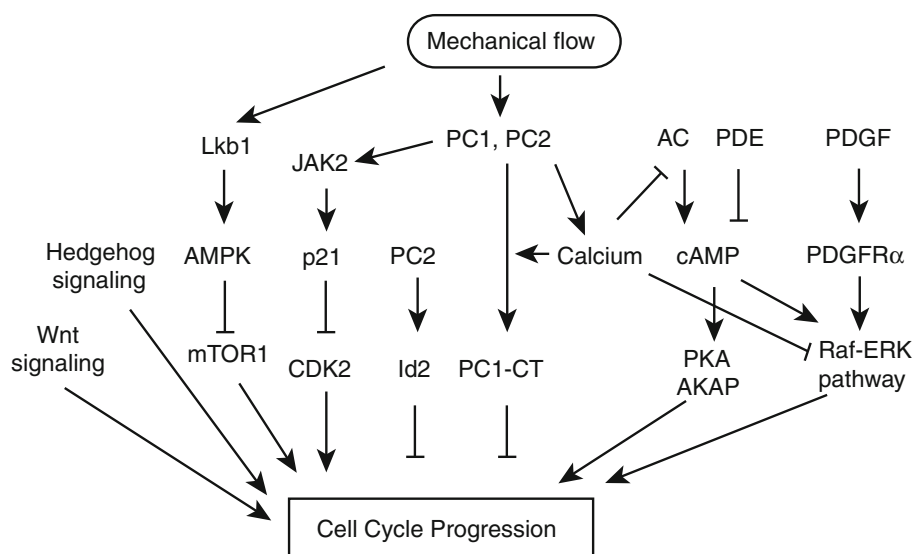 Mechanical flow
Lkb1
JAK2
PC1, PC2
AC
PDE
PDGF
Hedgehog
signaling
AMPK
p21
PC2
Calcium
cAMP
PDGFRα
Wnt
signaling
mTOR1
CDK2
Id2
PC1-CT
PKA
AKAP
Raf-ERK
pathway
Cell Cycle Progression